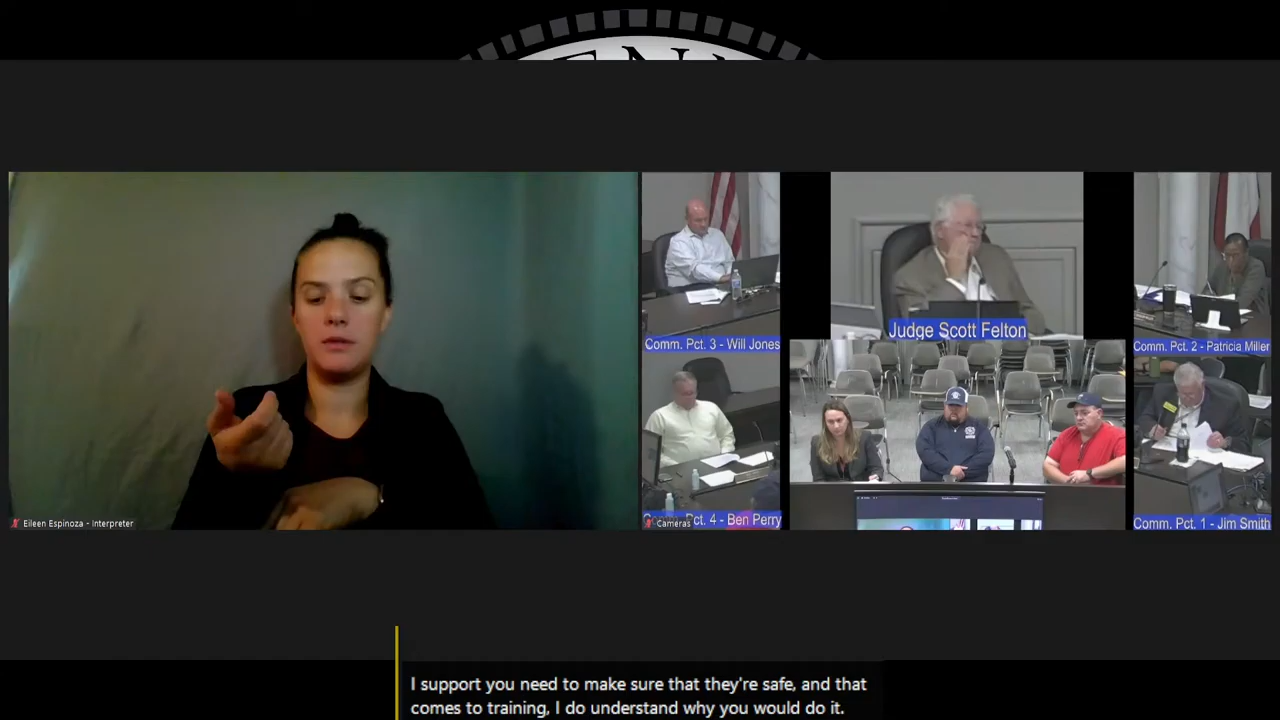 Eileen Espinoza - Interpreter
Comm. Pct. 3 - Will Jones
Judge Scott Felton
Comm. Pct. 2 - Patricia Miller
Pct. 4 - Ben Perry
Cameras
Comm. Pct. 1 - Jim Smith
I support you need to make sure that they're safe, and that
comes to training, I do understand why you would do it.